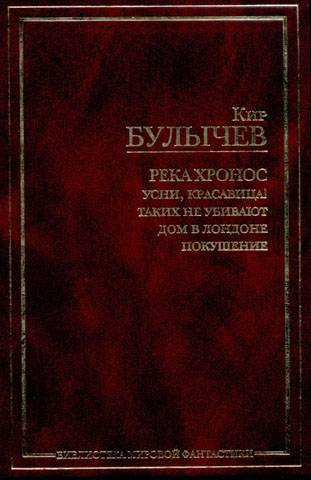 Кир
БУЛЫЧЕВ
РЕКА ХРОНОС
УСНИ, КРАСАВИЦА!
ТАКИХ НЕ УБИВАЮТ
ДОМ В ЛОНДОНЕ
ПОКУШЕНИЕ
БИБЛИОТЕКА МИРОВОЙ ФАНТАСТИКИ